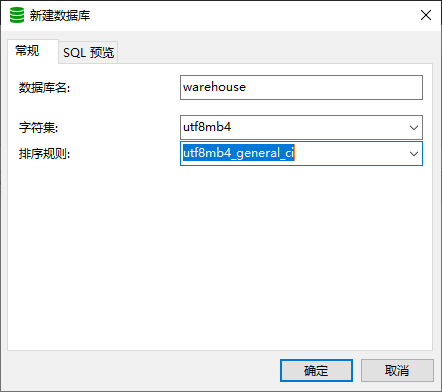 新建数据库
常规
SQL 预览
数据库名: warehouse
字符集: utf8mb4
排序规则: utf8mb4_general_ci
确定 取消